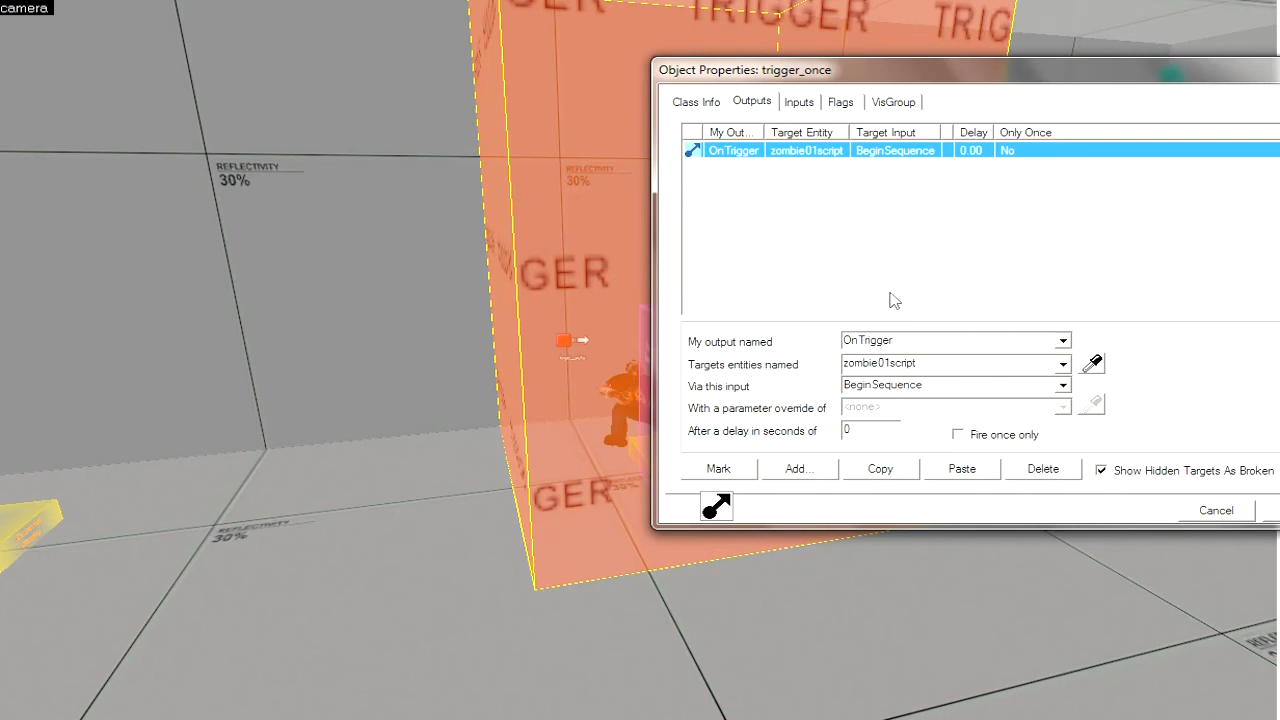 camera
GER TRIGGER TRIG
Object Properties: trigger_once
Class Info Outputs Inputs Flags VisGroup
My Out... Target Entity Target Input Delay Only Once
OnTrigger zombie01script BeginSequence 0.00 No
REFLECTIVITY
30%
REFLECTIVITY
30%
GER
My output named OnTrigger
Targets entities named zombie01script
Via this input BeginSequence
With a parameter override of <none>
After a delay in seconds of 0 Fire once only
Mark Add... Copy Paste Delete Show Hidden Targets As Broken
GER
Cancel
REFLECTIVITY
30%